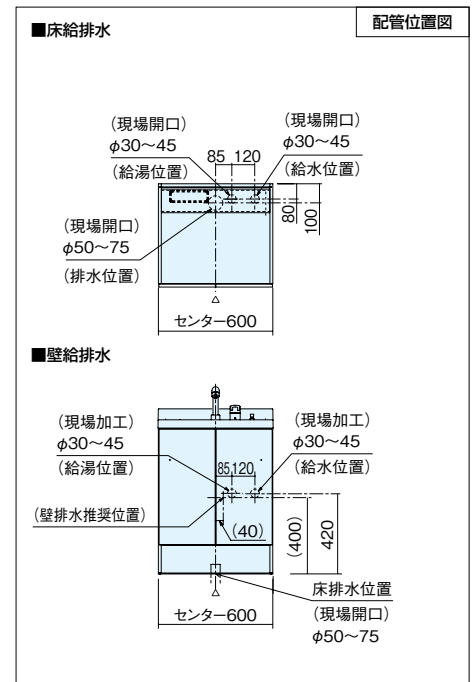 配管位置図
■床給排水
(現場開口)
φ30～45
(給湯位置)
85 120
(現場開口)
φ30～45
(給水位置)
(現場開口)
φ50～75
(排水位置)
80
100
センター600
■壁給排水
(現場加工)
φ30～45
(給湯位置)
85 120
(現場加工)
φ30～45
(給水位置)
(壁排水推奨位置)
(40)
(400)
420
床排水位置
(現場開口)
φ50～75
センター600